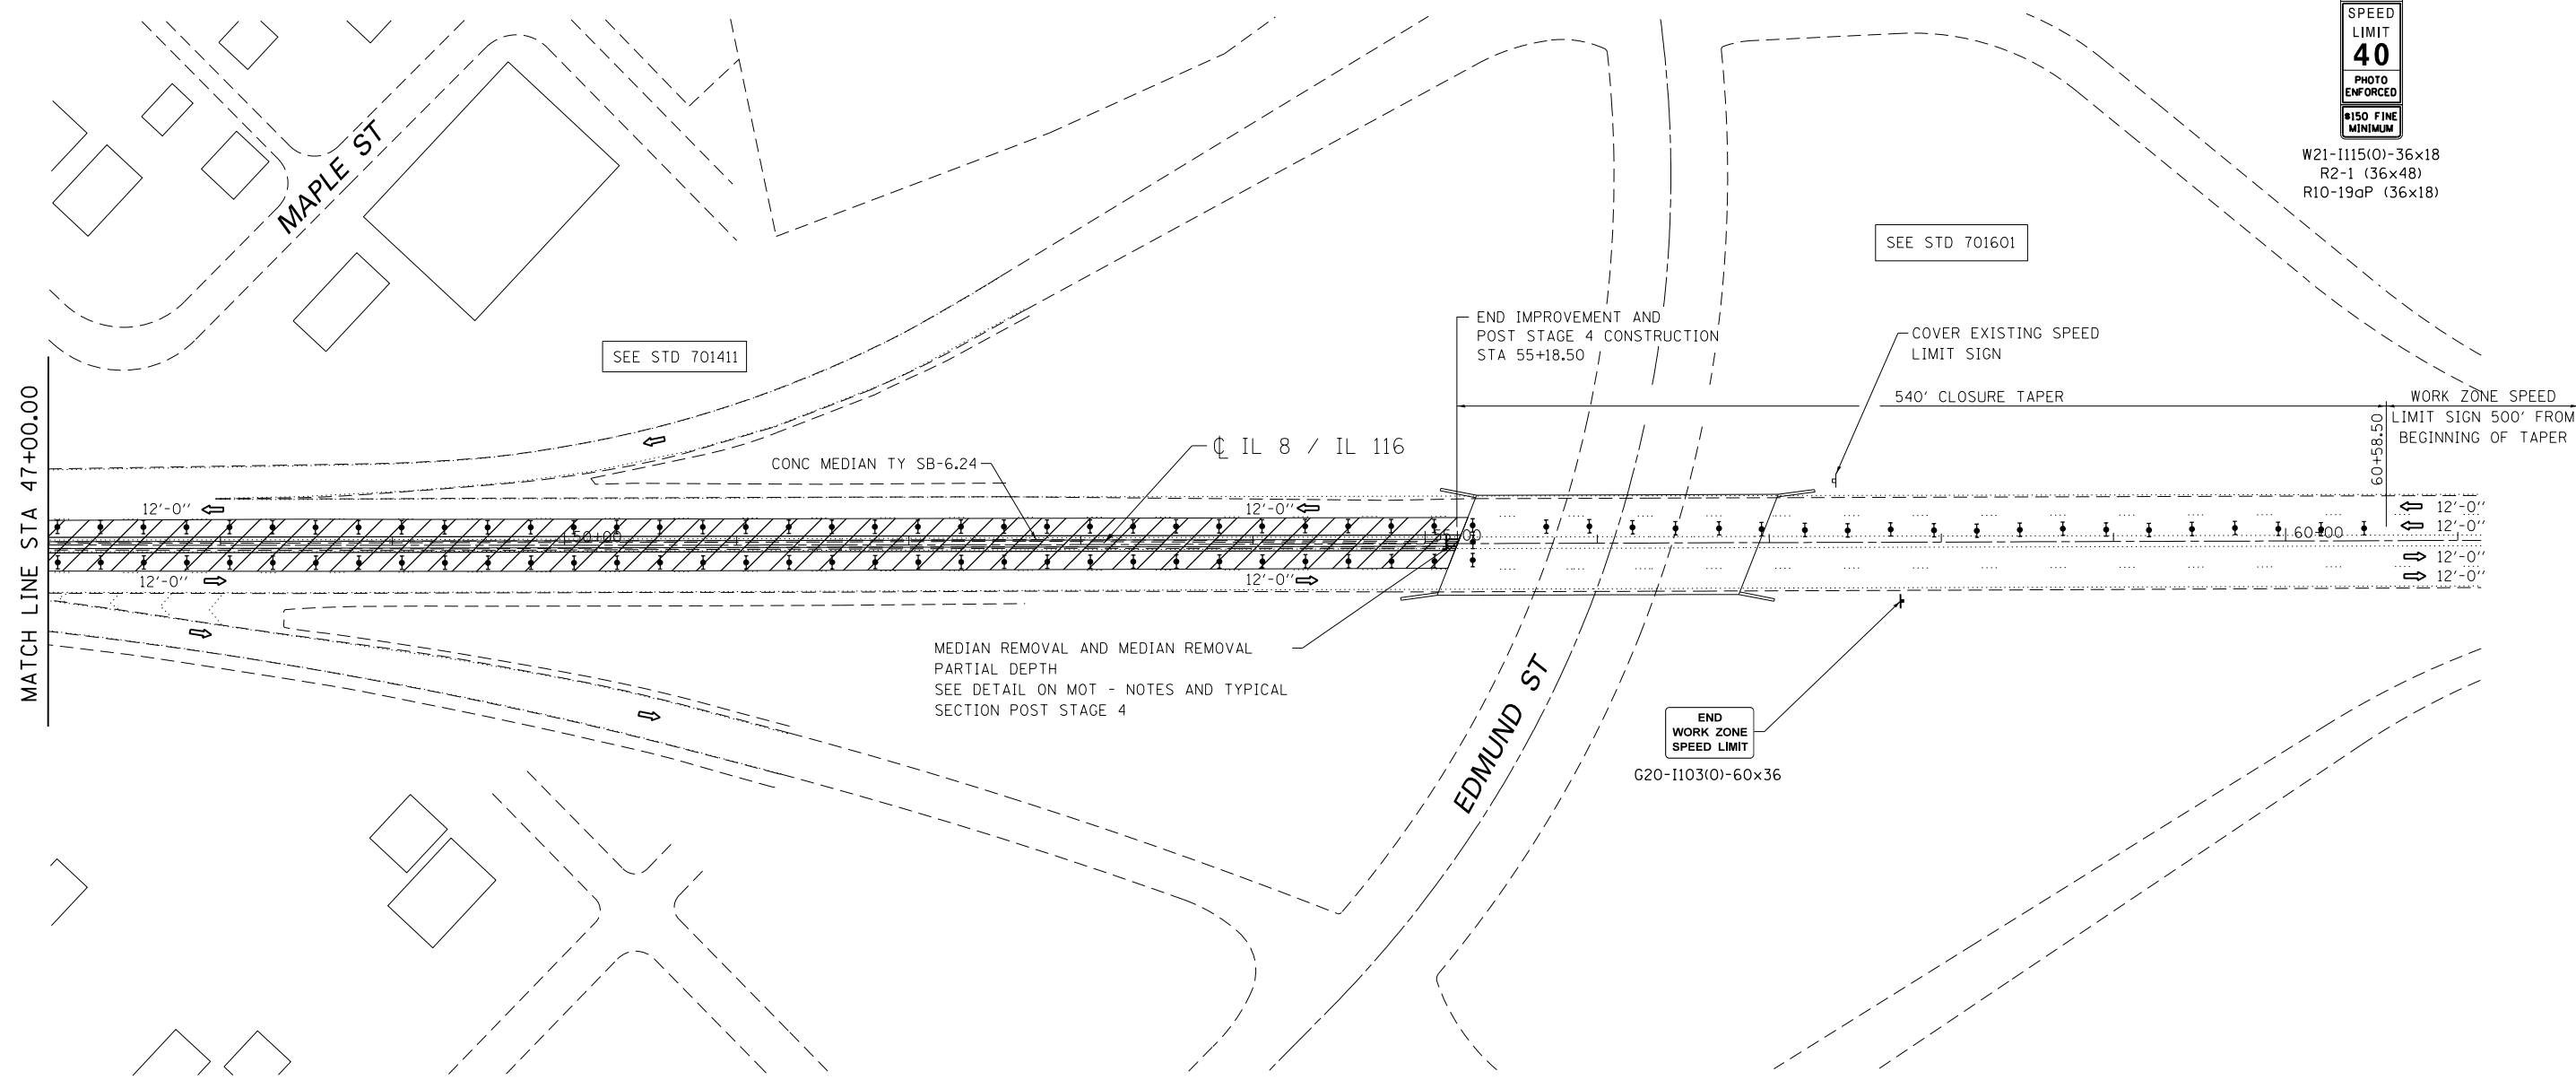 SPEED
LIMIT
40
PHOTO
ENFORCED
$150 FINE
MINIMUM
W21-I115(O)-36x18
R2-1 (36x48)
R10-19aP (36x18)
MAPLE ST
SEE STD 701601
END IMPROVEMENT AND
POST STAGE 4 CONSTRUCTION
STA 55+18.50
COVER EXISTING SPEED
LIMIT SIGN
SEE STD 701411
540' CLOSURE TAPER
WORK ZONE SPEED
LIMIT SIGN 500' FROM
BEGINNING OF TAPER
60+58.50
MATCH LINE STA 47+00.00
℄ IL 8 / IL 116
CONC MEDIAN TY SB-6.24
12'-0''
12'-0''
12'-0''
12'-0''
50+00
55+00
60+00
12'-0''
12'-0''
12'-0''
12'-0''
MEDIAN REMOVAL AND MEDIAN REMOVAL
PARTIAL DEPTH
SEE DETAIL ON MOT - NOTES AND TYPICAL
SECTION POST STAGE 4
EDMUND ST
END
WORK ZONE
SPEED LIMIT
G20-I103(O)-60x36